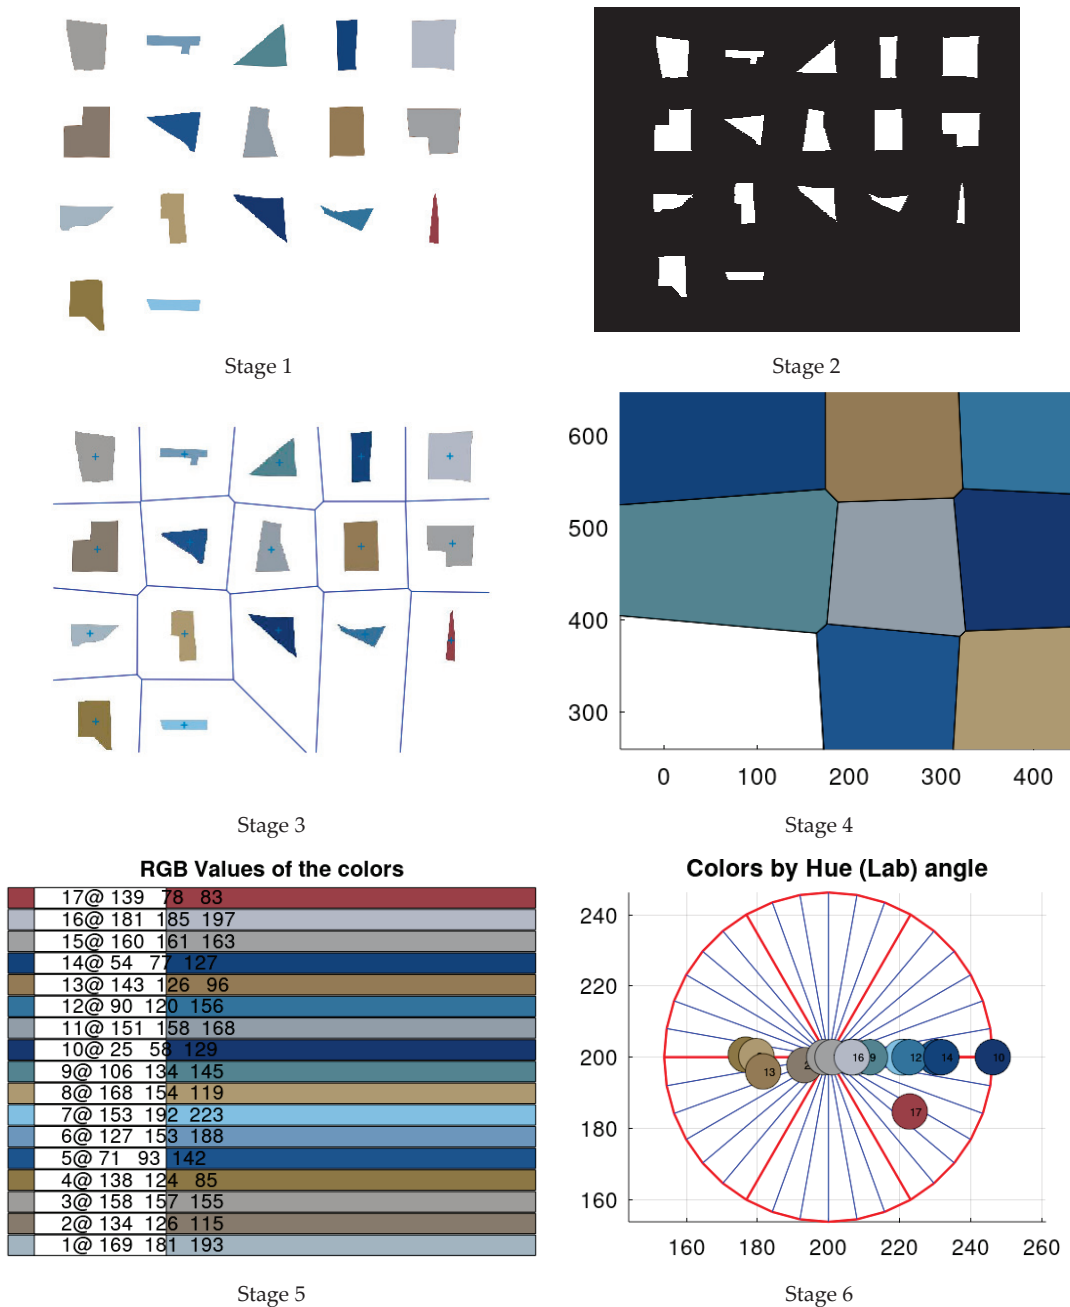 Stage 1
Stage 2
600
500
400
300
0 100 200 300 400
Stage 3
Stage 4
RGB Values of the colors
17@ 139 78 83
16@ 181 185 197
15@ 160 161 163
14@ 54 77 127
13@ 143 126 96
12@ 90 120 156
11@ 151 158 168
10@ 25 58 129
9@ 106 134 145
8@ 168 154 119
7@ 153 192 223
6@ 127 153 188
5@ 71 93 142
4@ 138 124 85
3@ 158 157 155
2@ 134 126 115
1@ 169 181 193
Stage 5
Colors by Hue (Lab) angle
240
220
200
180
160
13 2 16 9 12 14 10
17
160 180 200 220 240 260
Stage 6